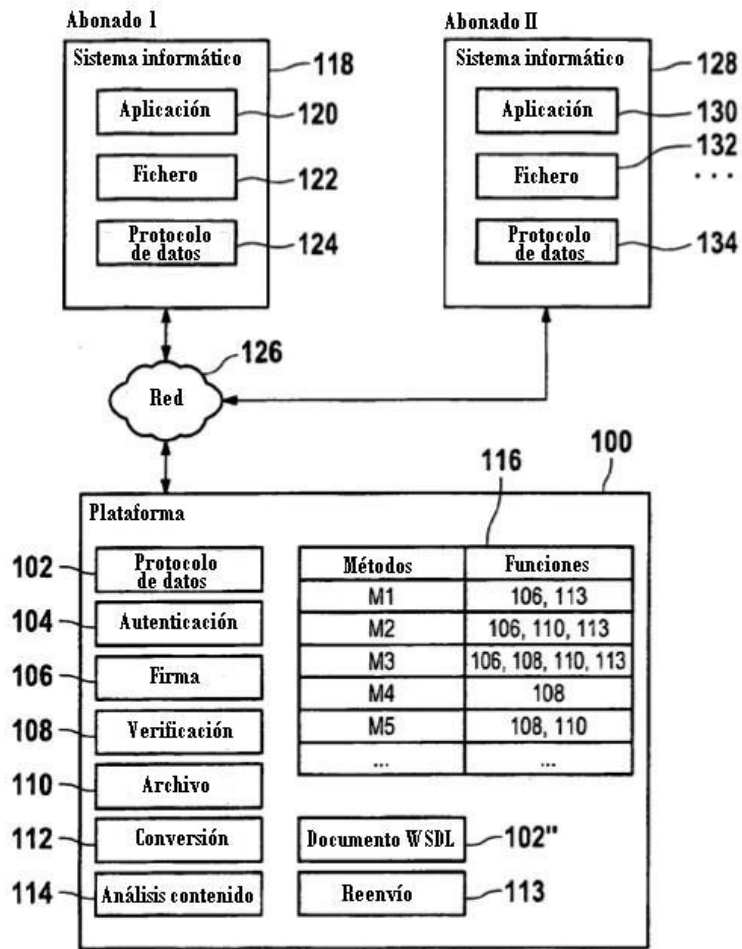 Abonado I
Sistema informático
118
Aplicación
120
Fichero
122
Protocolo
de datos
124
Abonado II
Sistema informático
128
Aplicación
130
132
Fichero
. . .
Protocolo
de datos
134
126
Red
100
116
Plataforma
102
Protocolo
de datos
104
Autenticación
106
Firma
108
Verificación
110
Archivo
112
Conversión
114
Análisis contenido
Métodos Funciones
M1 106, 113
M2 106, 110, 113
M3 106, 108, 110, 113
M4 108
M5 108, 110
... ...
Documento WSDL
102"
Reenvío
113